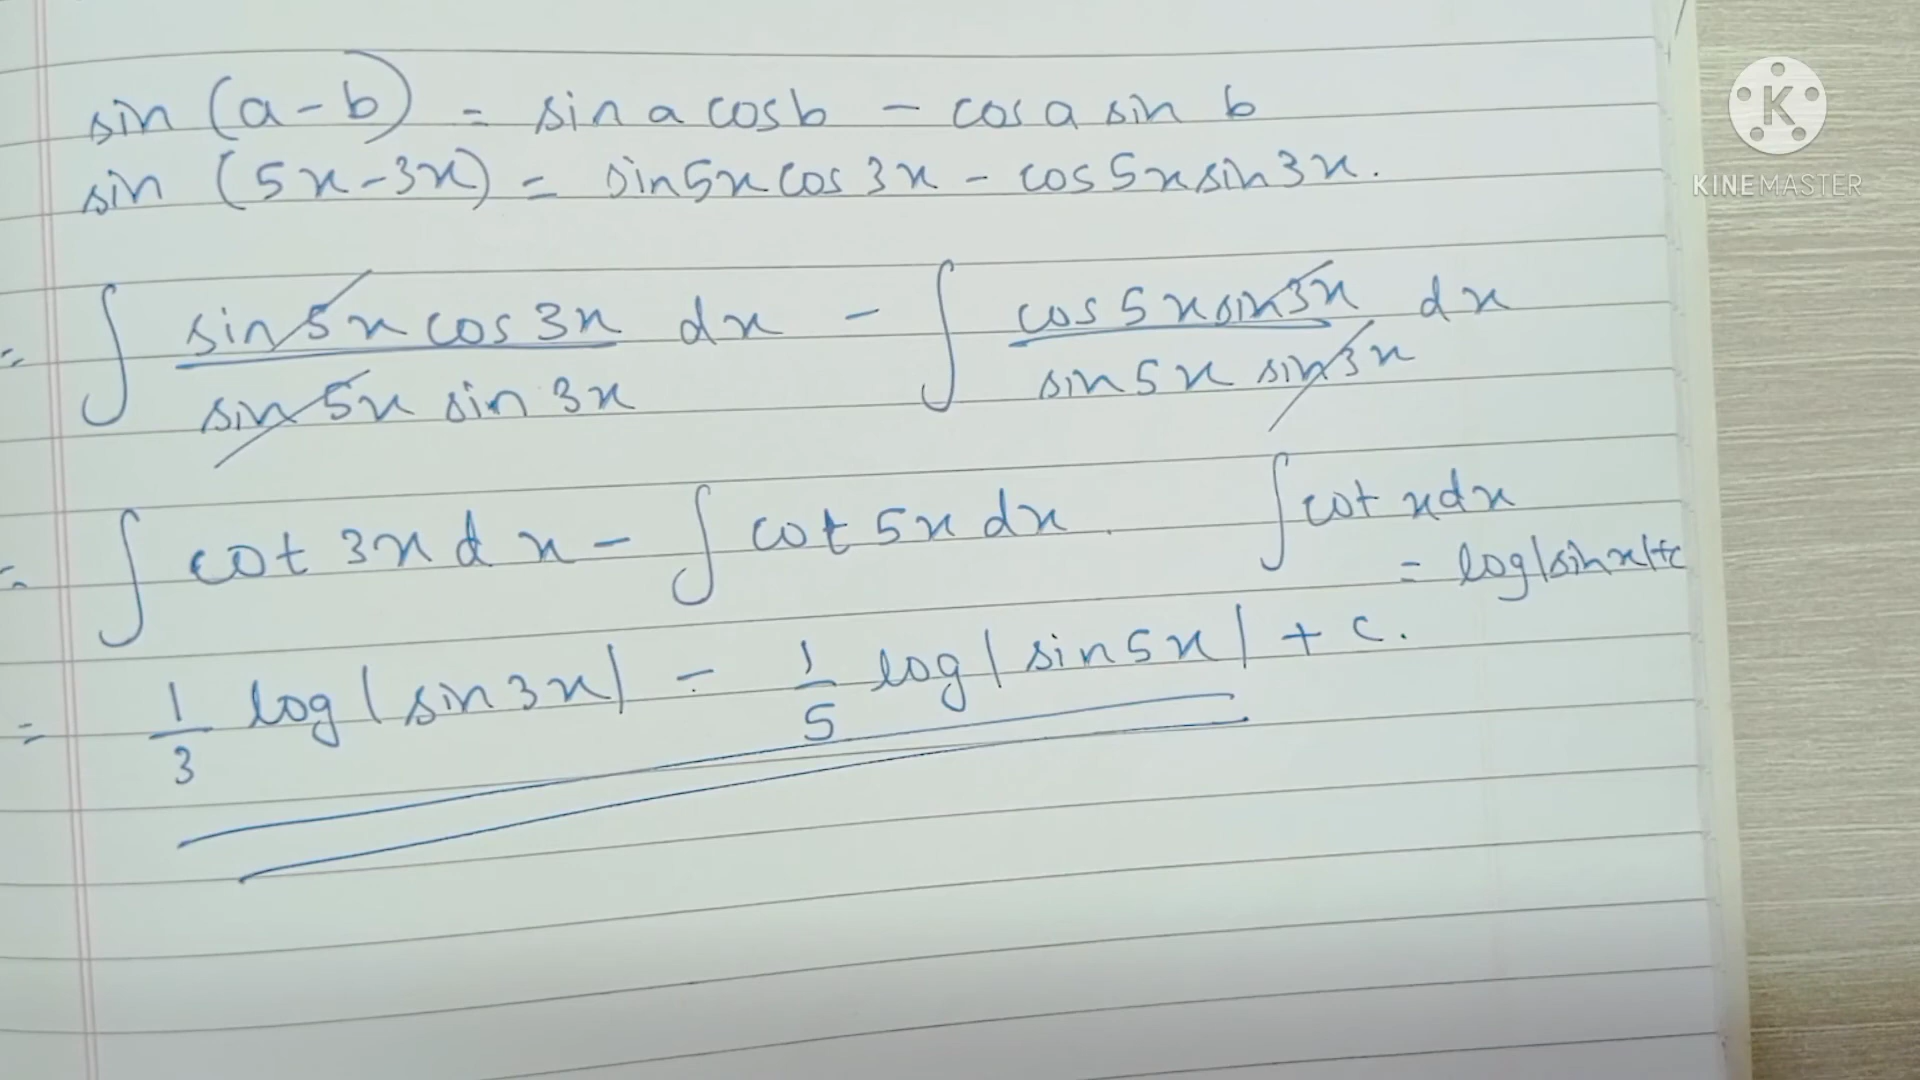 sin (a-b) = sin a cos b - cos a sin b
sin (5x-3x) = sin5x cos 3x - cos 5x sin 3x.
= ∫ sin 5x cos 3x / sin 5x sin 3x dx - ∫ cos 5x sin 3x / sin 5x sin 3x dx
= ∫ cot 3x dx - ∫ cot 5x dx.
∫ cot x dx
= log|sin x|+c
= 1/3 log|sin 3x| - 1/5 log|sin5x| + c.
K
KINEMASTER